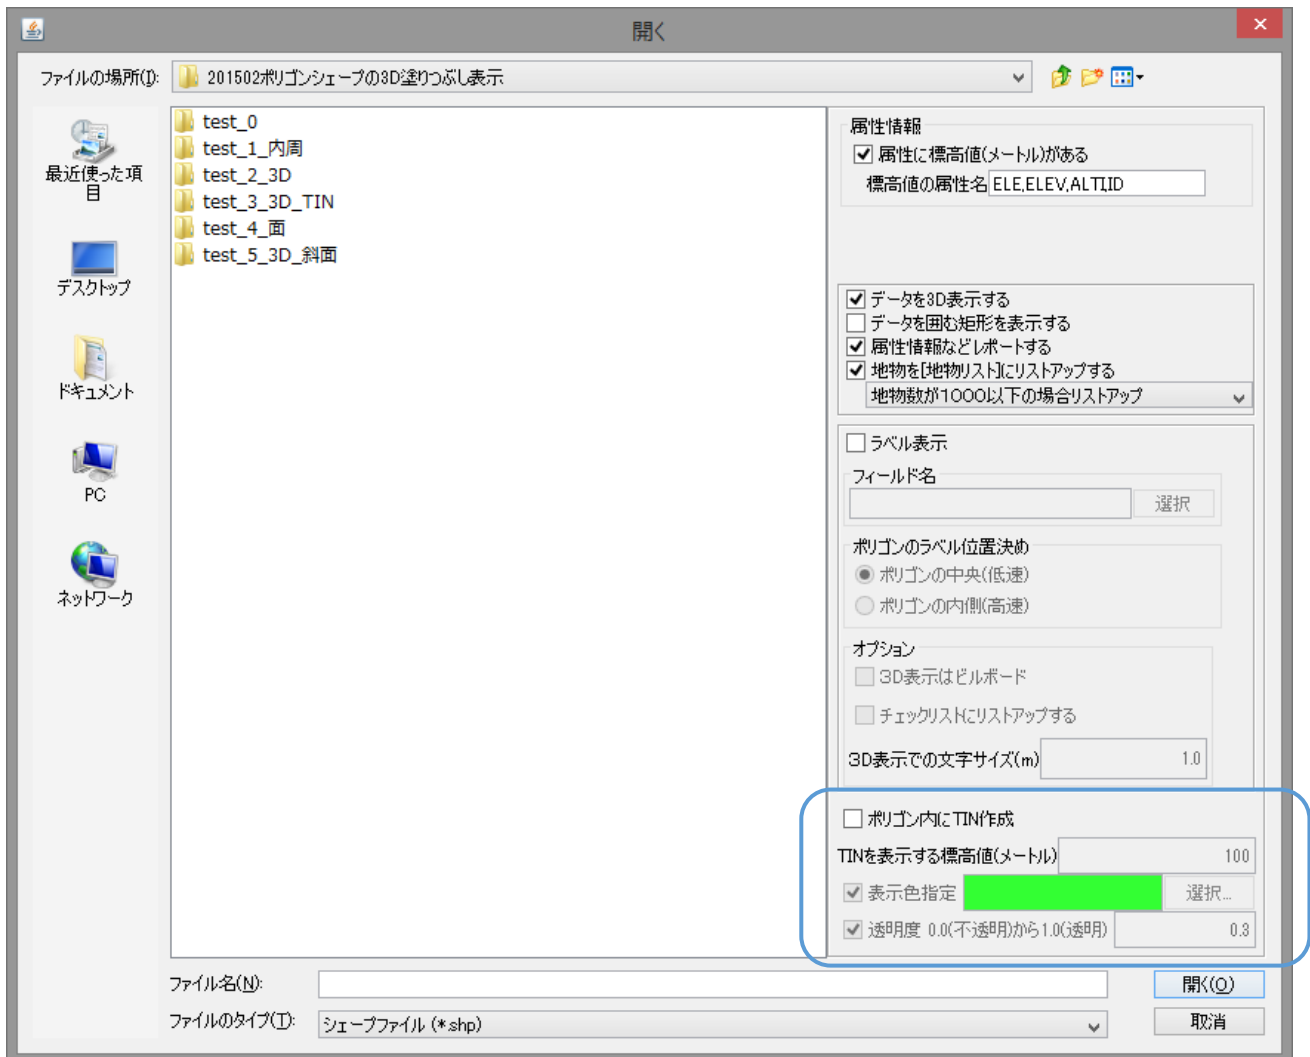 開く
ファイルの場所(I):
201502ポリゴンシェープの3D塗りつぶし表示
最近使った項目
デスクトップ
ドキュメント
PC
ネットワーク
test_0
test_1_内周
test_2_3D
test_3_3D_TIN
test_4_面
test_5_3D_斜面
属性情報
属性に標高値(メートル)がある
標高値の属性名 ELE,ELEV,ALTI,ID
データを3D表示する
データを囲む矩形を表示する
属性情報などレポートする
地物を[地物リスト]にリストアップする
地物数が1000以下の場合リストアップ
ラベル表示
フィールド名
選択
ポリゴンのラベル位置決め
ポリゴンの中央(低速)
ポリゴンの内側(高速)
オプション
3D表示はビルボード
チェックリストにリストアップする
3D表示での文字サイズ(m) 1.0
ポリゴン内にTIN作成
TINを表示する標高値(メートル) 100
表示色指定 選択...
透明度 0.0(不透明)から1.0(透明) 0.3
ファイル名(N):
開く(O)
ファイルのタイプ(T): シェープファイル (*.shp)
取消